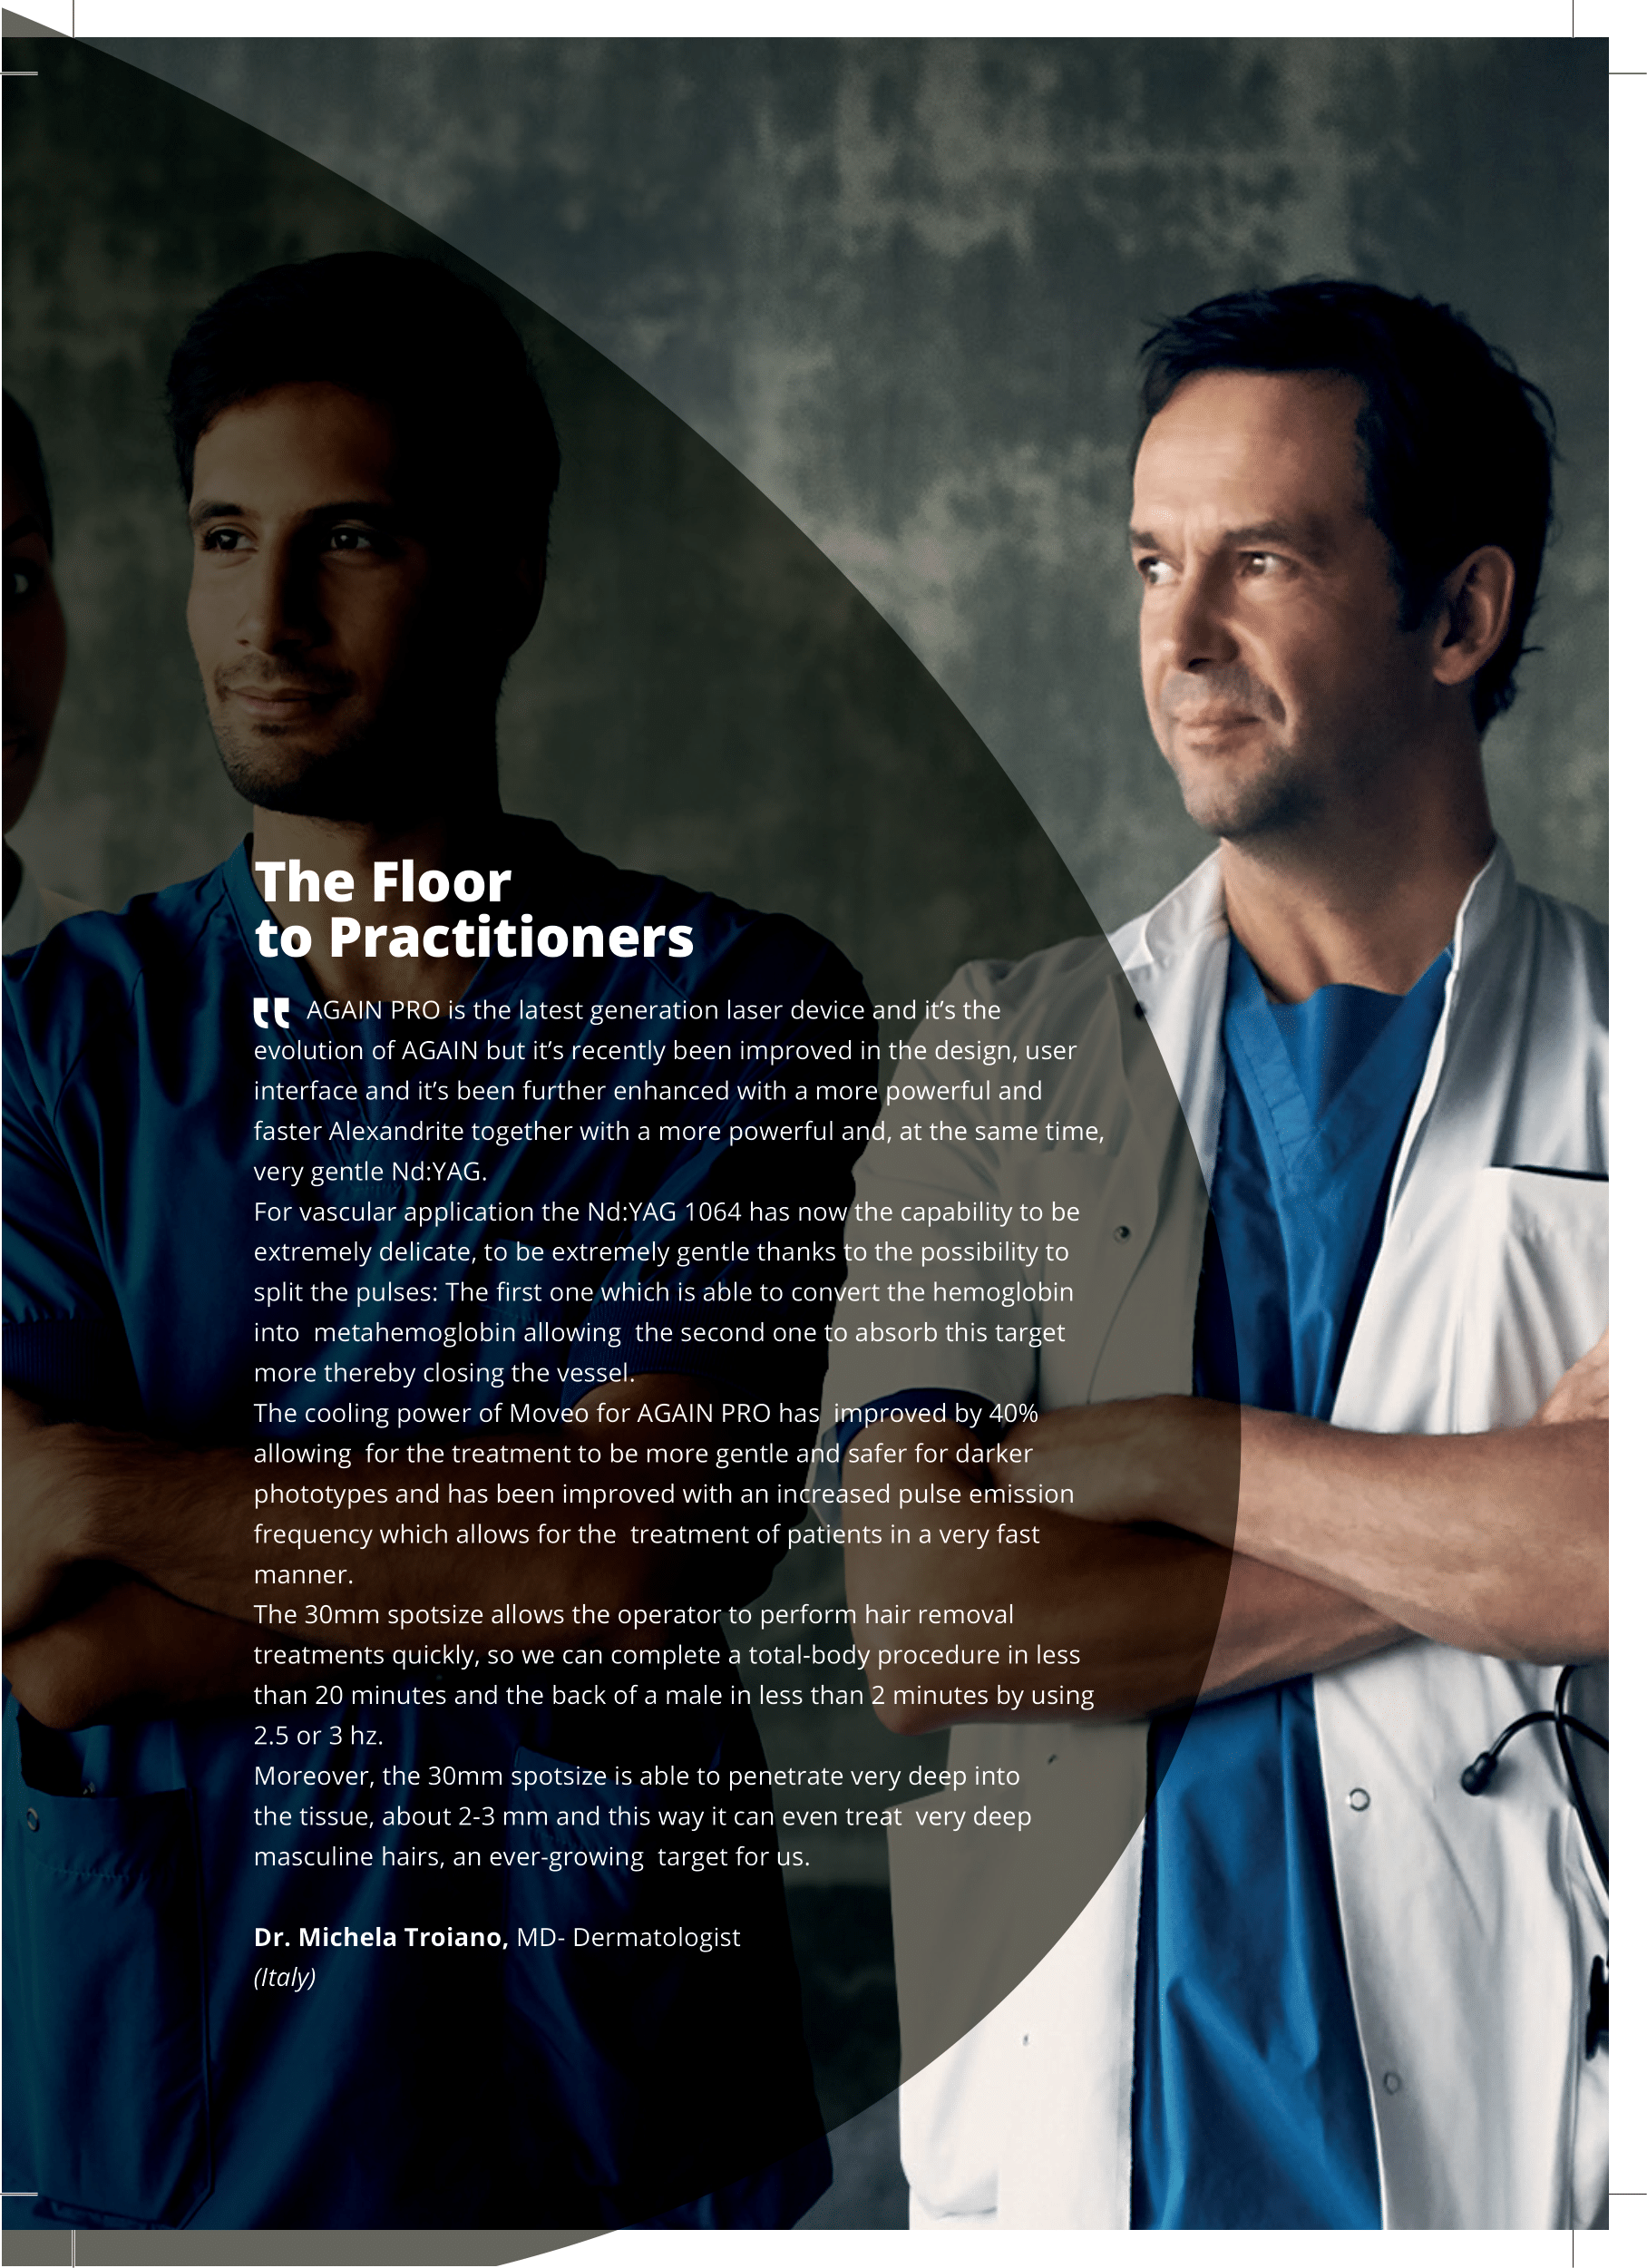 The Floor
to Practitioners
" AGAIN PRO is the latest generation laser device and it’s the
evolution of AGAIN but it’s recently been improved in the design, user
interface and it’s been further enhanced with a more powerful and
faster Alexandrite together with a more powerful and, at the same time,
very gentle Nd:YAG.
For vascular application the Nd:YAG 1064 has now the capability to be
extremely delicate, to be extremely gentle thanks to the possibility to
split the pulses: The first one which is able to convert the hemoglobin
into  metahemoglobin allowing  the second one to absorb this target
more thereby closing the vessel.
The cooling power of Moveo for AGAIN PRO has  improved by 40%
allowing  for the treatment to be more gentle and safer for darker
phototypes and has been improved with an increased pulse emission
frequency which allows for the  treatment of patients in a very fast
manner.
The 30mm spotsize allows the operator to perform hair removal
treatments quickly, so we can complete a total-body procedure in less
than 20 minutes and the back of a male in less than 2 minutes by using
2.5 or 3 hz.
Moreover, the 30mm spotsize is able to penetrate very deep into
the tissue, about 2-3 mm and this way it can even treat  very deep
masculine hairs, an ever-growing  target for us.
Dr. Michela Troiano, MD- Dermatologist
(Italy)